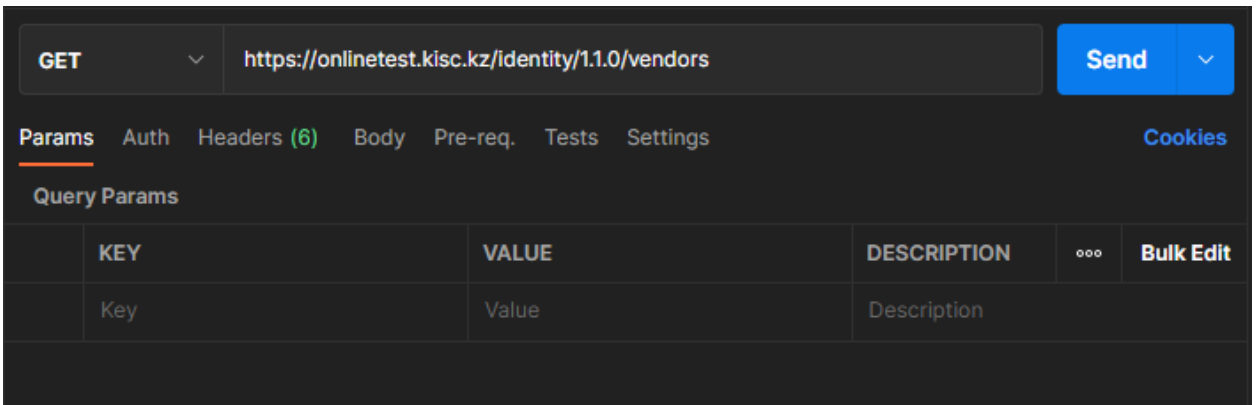 GET https://onlinetest.kisc.kz/identity/1.1.0/vendors Send
Params Auth Headers (6) Body Pre-req. Tests Settings Cookies
Query Params
KEY VALUE DESCRIPTION ooo Bulk Edit
Key Value Description